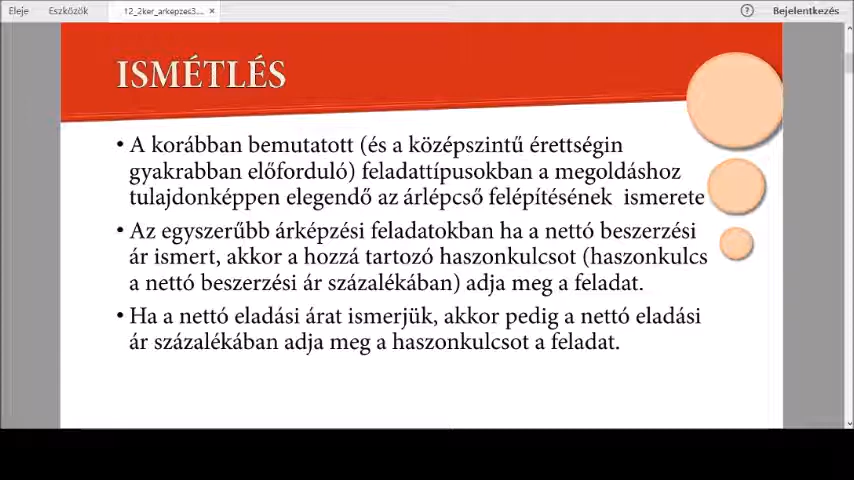 Eleje Eszközök 12_2ker_arkepzes3.... × ? Bejelentkezés
ISMÉTLÉS
• A korábban bemutatott (és a középszintű érettségin
gyakrabban előforduló) feladattípusokban a megoldáshoz
tulajdonképpen elegendő az árlépcső felépítésének ismerete
• Az egyszerűbb árképzési feladatokban ha a nettó beszerzési
ár ismert, akkor a hozzá tartozó haszonkulcsot (haszonkulcs
a nettó beszerzési ár százalékában) adja meg a feladat.
• Ha a nettó eladási árat ismerjük, akkor pedig a nettó eladási
ár százalékában adja meg a haszonkulcsot a feladat.